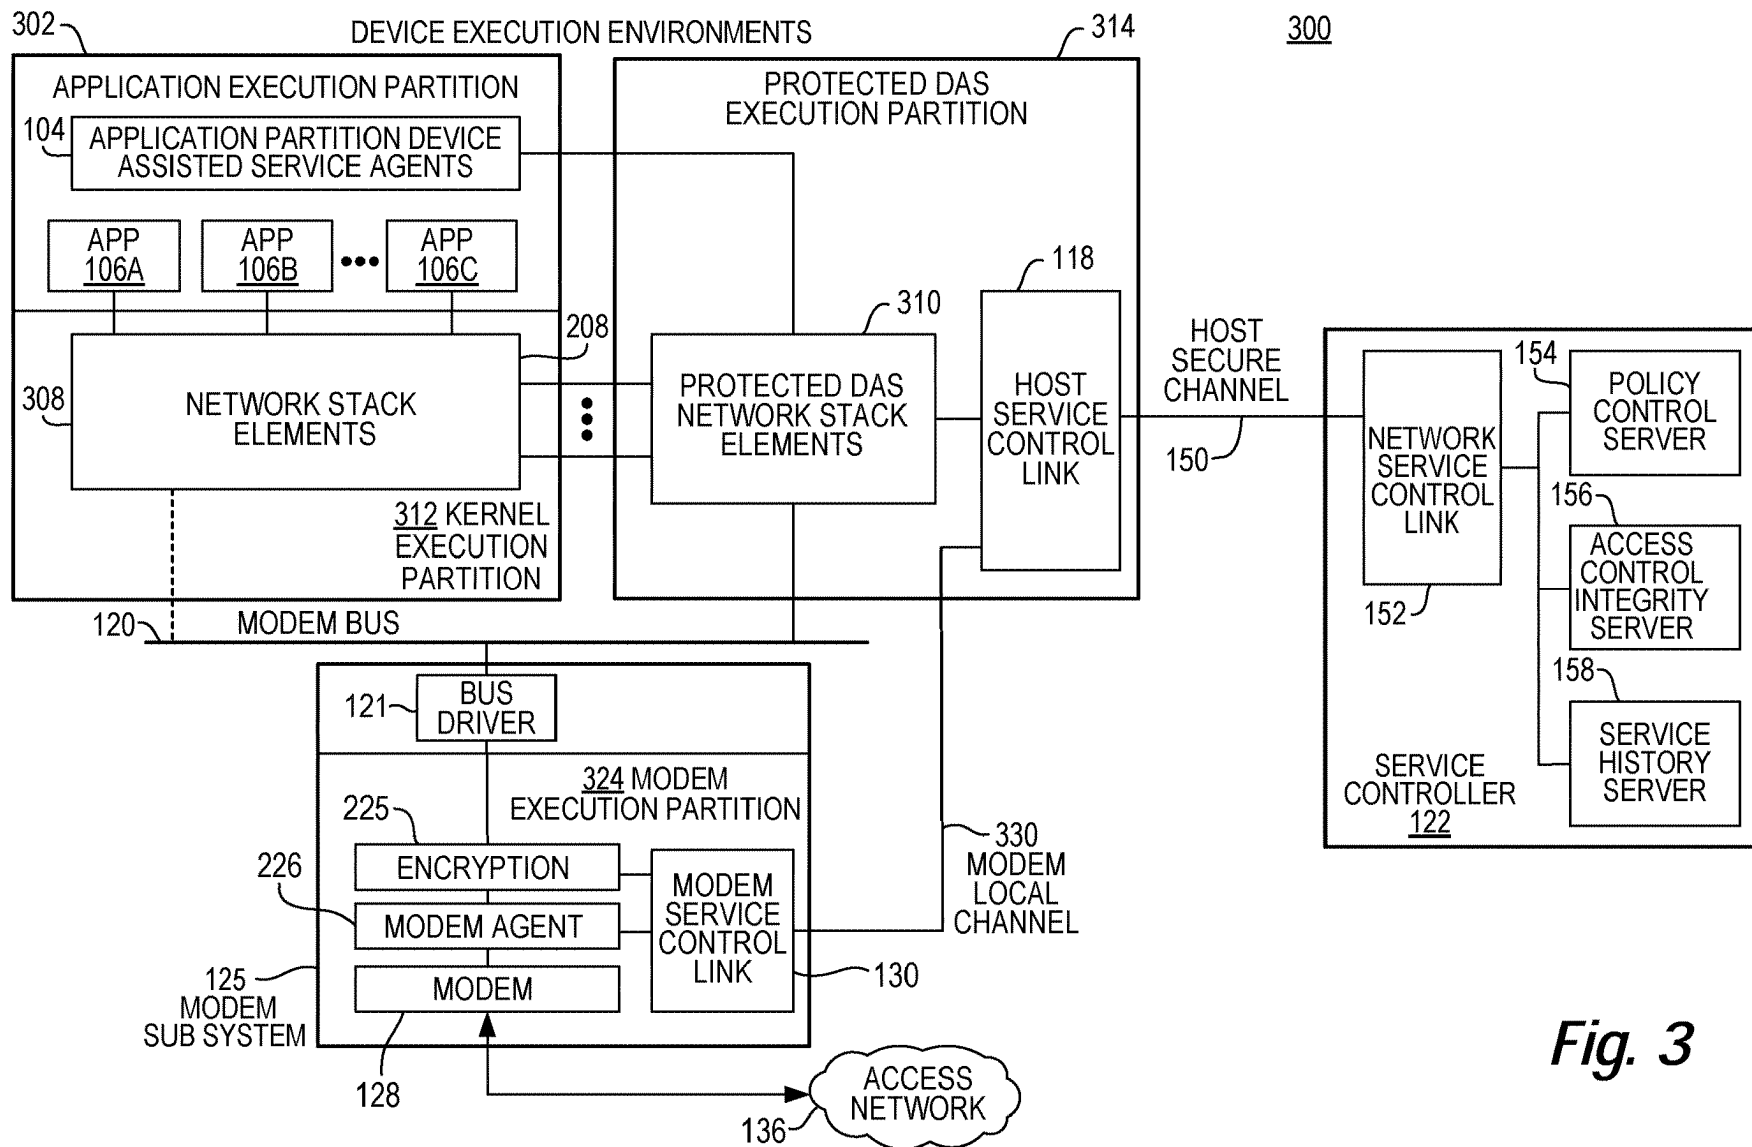 302
DEVICE EXECUTION ENVIRONMENTS
314
300
APPLICATION EXECUTION PARTITION
104
APPLICATION PARTITION DEVICE
ASSISTED SERVICE AGENTS
APP
106A
APP
106B
APP
106C
208
308
NETWORK STACK
ELEMENTS
312 KERNEL
EXECUTION
PARTITION
PROTECTED DAS
EXECUTION PARTITION
118
310
PROTECTED DAS
NETWORK STACK
ELEMENTS
HOST
SERVICE
CONTROL
LINK
HOST
SECURE
CHANNEL
150
NETWORK
SERVICE
CONTROL
LINK
152
154
POLICY
CONTROL
SERVER
156
ACCESS
CONTROL
INTEGRITY
SERVER
158
SERVICE
HISTORY
SERVER
SERVICE
CONTROLLER
122
120
MODEM BUS
121
BUS
DRIVER
324 MODEM
EXECUTION PARTITION
225
ENCRYPTION
226
MODEM AGENT
MODEM
MODEM
SERVICE
CONTROL
LINK
330
MODEM
LOCAL
CHANNEL
130
125
MODEM
SUB SYSTEM
128
ACCESS
NETWORK
136
Fig. 3